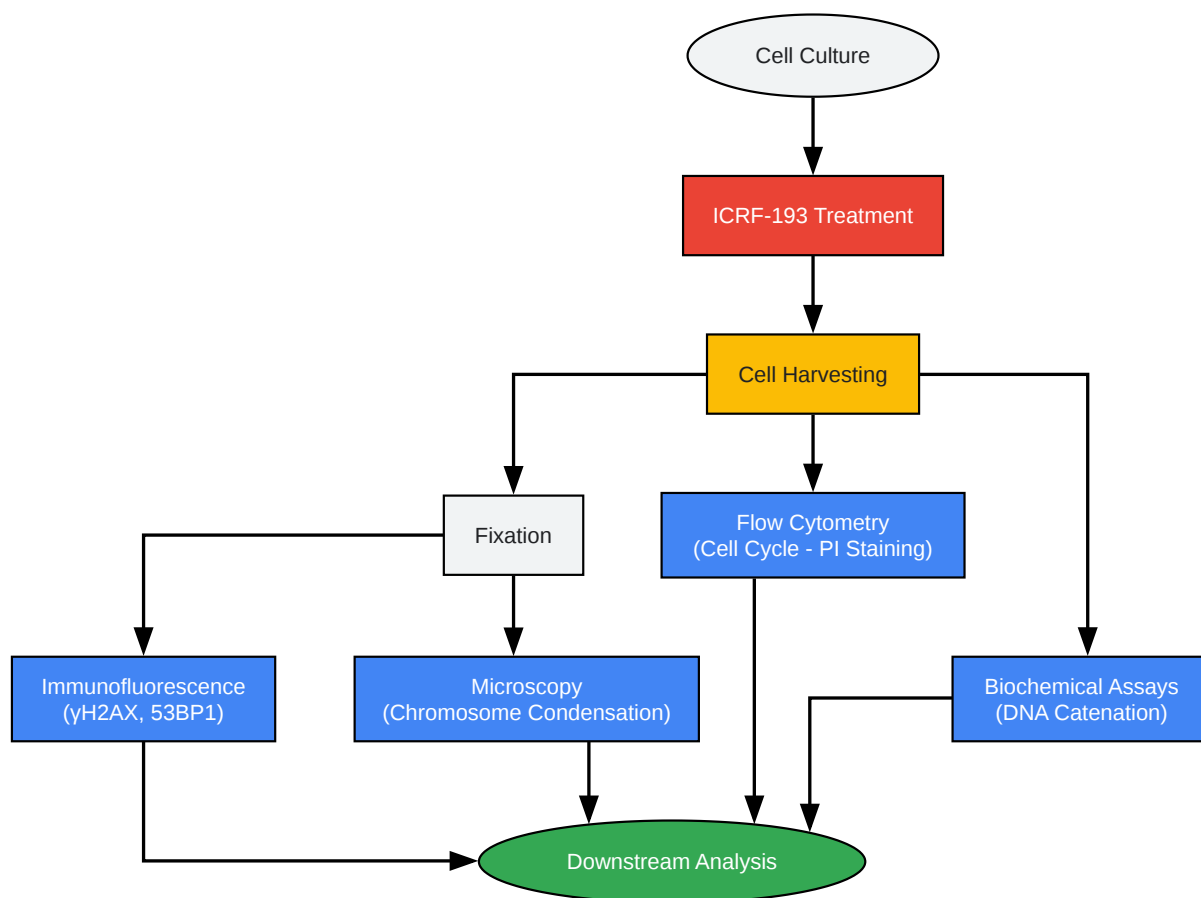 Cell Culture
ICRF-193 Treatment
Cell Harvesting
Fixation
Flow Cytometry
(Cell Cycle - PI Staining)
Immunofluorescence
(γH2AX, 53BP1)
Microscopy
(Chromosome Condensation)
Biochemical Assays
(DNA Catenation)
Downstream Analysis